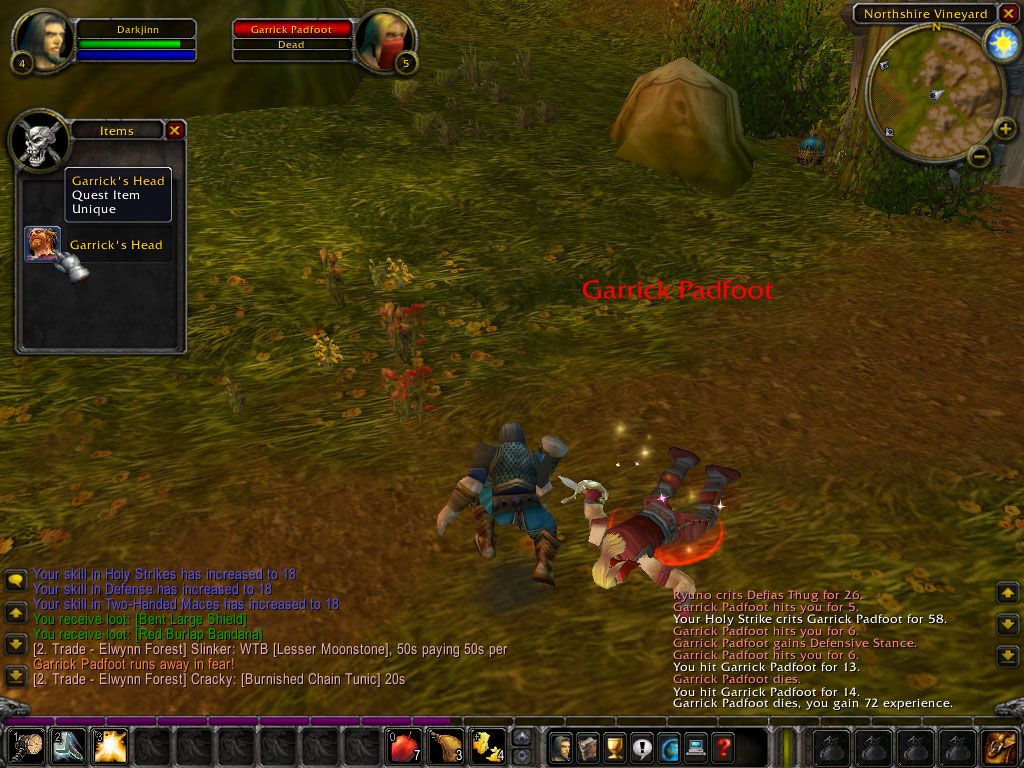 Darkjinn
4
Garrick Padfoot
Dead
5
Northshire Vineyard
N
Items
Garrick's Head
Quest Item
Unique
Garrick's Head
Garrick Padfoot
Your skill in Holy Strikes has increased to 18
Your skill in Defense has increased to 18
Your skill in Two-Handed Maces has increased to 18
You receive loot: [Bent Large Shield]
You receive loot: [Red Burlap Bandana]
[2. Trade - Elwynn Forest] Slinker: WTB [Lesser Moonstone], 50s paying 50s per
Garrick Padfoot runs away in fear!
[2. Trade - Elwynn Forest] Cracky: [Burnished Chain Tunic] 20s
Ryuno crits Defias Thug for 26.
Garrick Padfoot hits you for 5.
Your Holy Strike crits Garrick Padfoot for 58.
Garrick Padfoot hits you for 6.
Garrick Padfoot gains Defensive Stance.
Garrick Padfoot hits you for 6.
You hit Garrick Padfoot for 13.
Garrick Padfoot dies.
You hit Garrick Padfoot for 14.
Garrick Padfoot dies, you gain 72 experience.
1 2 3 0 7 3 4